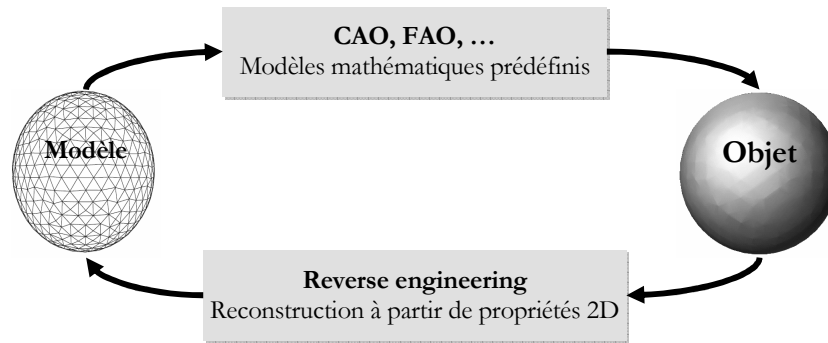 CAO, FAO, …
Modèles mathématiques prédéfinis
Modèle
Objet
Reverse engineering
Reconstruction à partir de propriétés 2D